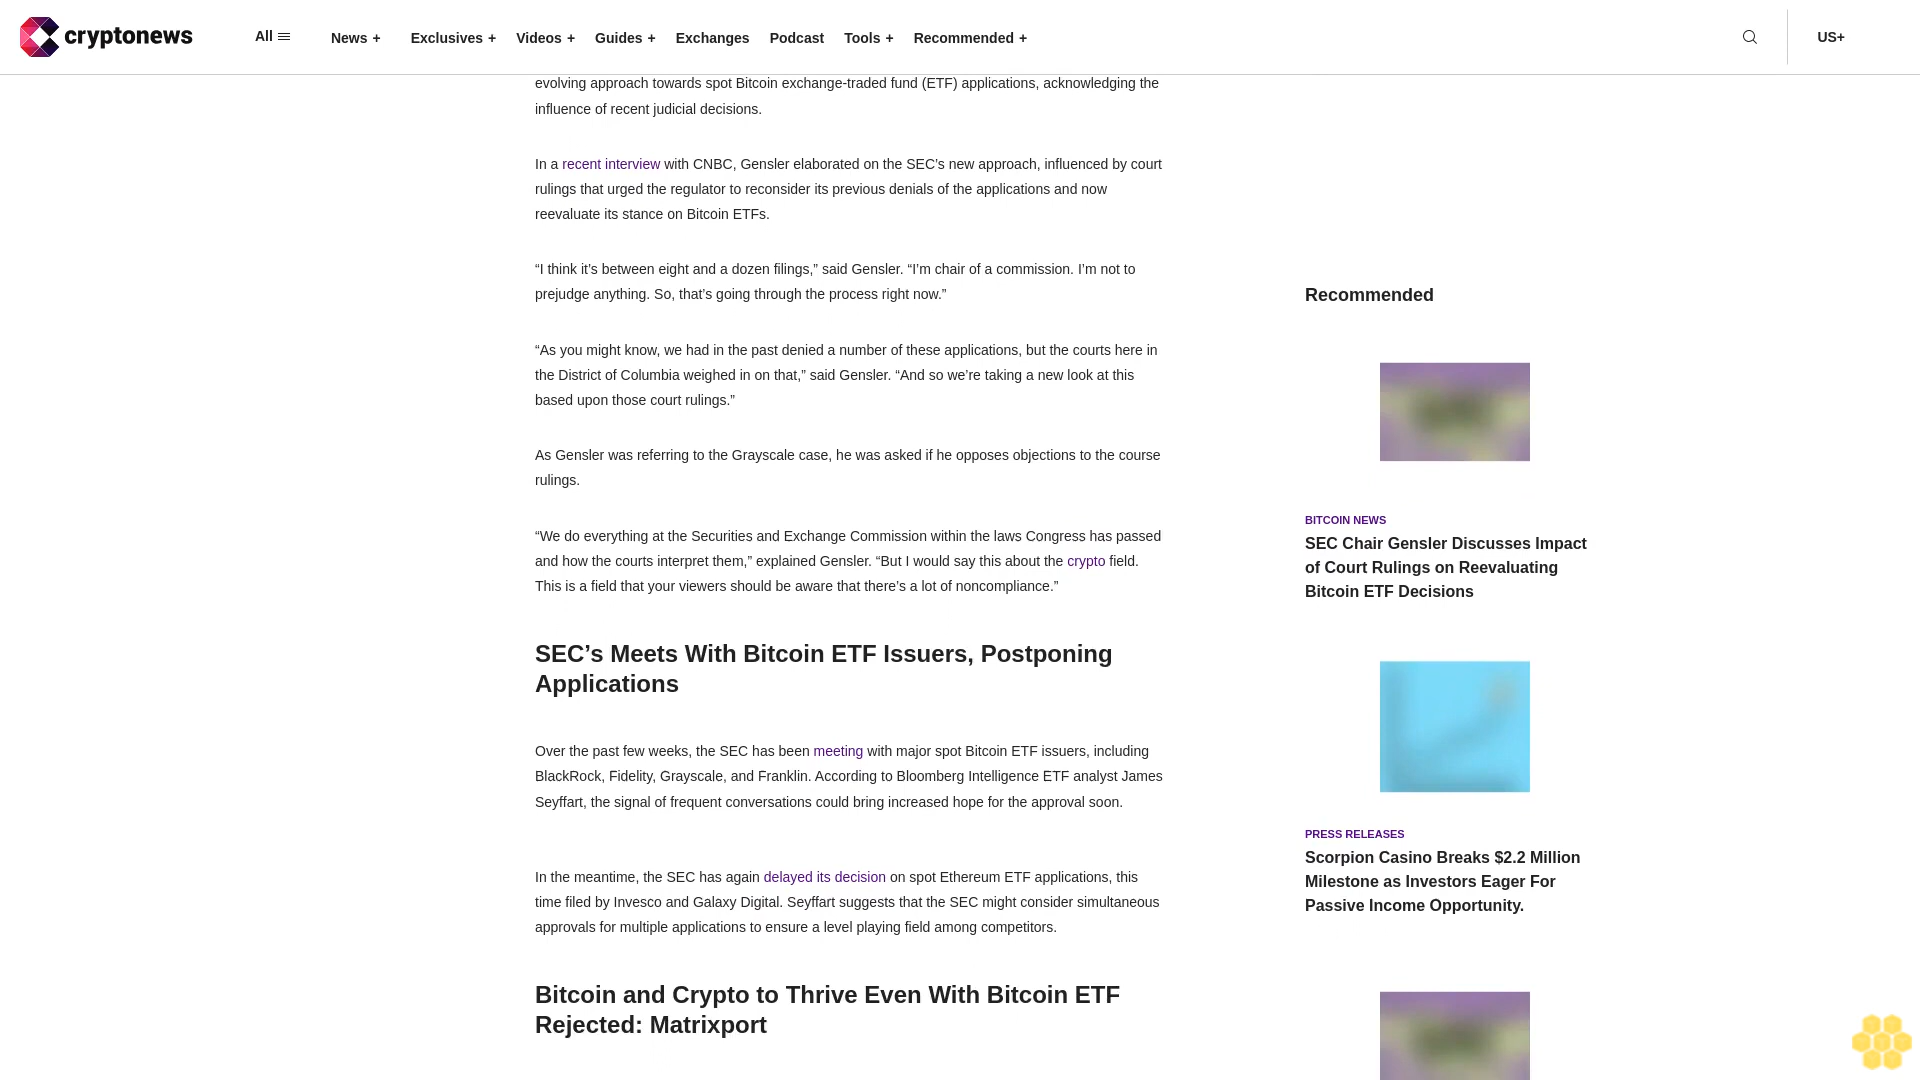 cryptonews
All
News +
Exclusives +
Videos +
Guides +
Exchanges
Podcast
Tools +
Recommended +
US+
evolving approach towards spot Bitcoin exchange-traded fund (ETF) applications, acknowledging the
influence of recent judicial decisions.
In a recent interview with CNBC, Gensler elaborated on the SEC’s new approach, influenced by court
rulings that urged the regulator to reconsider its previous denials of the applications and now
reevaluate its stance on Bitcoin ETFs.
“I think it’s between eight and a dozen filings,” said Gensler. “I’m chair of a commission. I’m not to
prejudge anything. So, that’s going through the process right now.”
“As you might know, we had in the past denied a number of these applications, but the courts here in
the District of Columbia weighed in on that,” said Gensler. “And so we’re taking a new look at this
based upon those court rulings.”
As Gensler was referring to the Grayscale case, he was asked if he opposes objections to the course
rulings.
“We do everything at the Securities and Exchange Commission within the laws Congress has passed
and how the courts interpret them,” explained Gensler. “But I would say this about the crypto field.
This is a field that your viewers should be aware that there’s a lot of noncompliance.”
SEC’s Meets With Bitcoin ETF Issuers, Postponing
Applications
Over the past few weeks, the SEC has been meeting with major spot Bitcoin ETF issuers, including
BlackRock, Fidelity, Grayscale, and Franklin. According to Bloomberg Intelligence ETF analyst James
Seyffart, the signal of frequent conversations could bring increased hope for the approval soon.
In the meantime, the SEC has again delayed its decision on spot Ethereum ETF applications, this
time filed by Invesco and Galaxy Digital. Seyffart suggests that the SEC might consider simultaneous
approvals for multiple applications to ensure a level playing field among competitors.
Bitcoin and Crypto to Thrive Even With Bitcoin ETF
Rejected: Matrixport
Recommended
BITCOIN NEWS
SEC Chair Gensler Discusses Impact
of Court Rulings on Reevaluating
Bitcoin ETF Decisions
PRESS RELEASES
Scorpion Casino Breaks $2.2 Million
Milestone as Investors Eager For
Passive Income Opportunity.